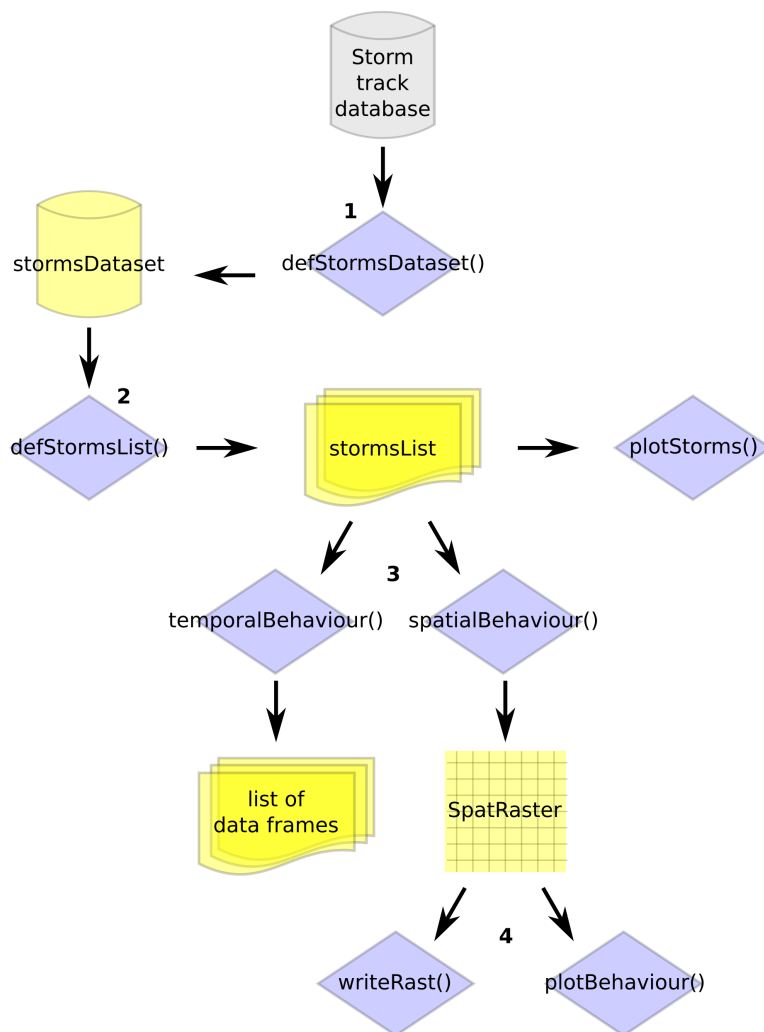 Storm
track
database
1
defStormsDataset()
stormsDataset
2
defStormsList()
stormsList
plotStorms()
3
temporalBehaviour()
spatialBehaviour()
list of
data frames
SpatRaster
4
writeRast()
plotBehaviour()